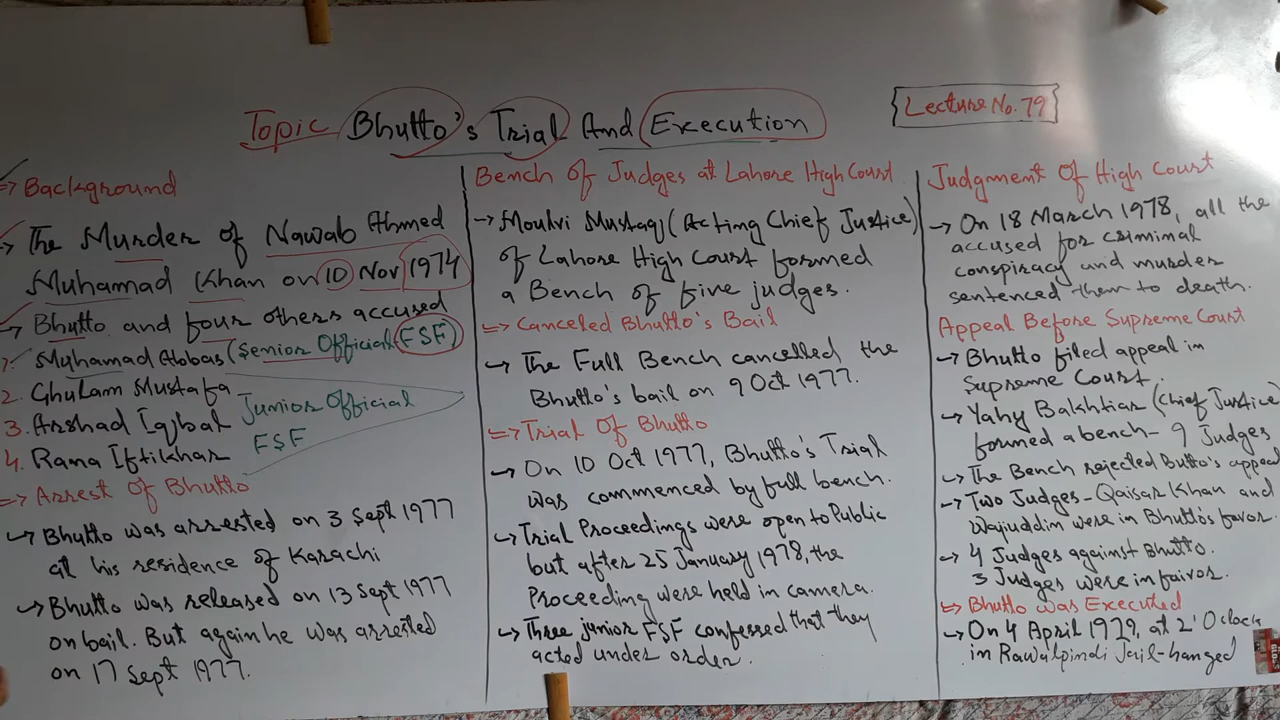 Topic Bhutto's Trial And Execution
Lecture No. 79
=> Background
→ The Murder of Nawab Ahmed
Muhamad Khan on 10 Nov 1974
→ Bhutto and four others accused
1. Muhamad Abbas (Senior Official FSF)
2. Ghulam Mustafa
3. Arshad Iqbal
4. Rana Iftikhar
Junior Official
FSF
=> Arrest Of Bhutto
→ Bhutto was arrested on 3 Sept 1977
at his residence of Karachi
→ Bhutto was released on 13 Sept 1977
on bail. But again he was arrested
on 17 Sept 1977.
Bench Of Judges at Lahore High Court
→ Moulvi Mustaq (Acting Chief Justice)
of Lahore High Court formed
a Bench of five judges.
=> Canceled Bhutto's Bail
→ The Full Bench cancelled the
Bhutto's bail on 9 Oct 1977.
=> Trial Of Bhutto
→ On 10 Oct 1977, Bhutto's Trial
was commenced by full bench.
→ Trial Proceedings were open to Public
but after 25 January 1978, the
Proceeding were held in camera.
→ Three junior FSF confessed that they
acted under order.
Judgment Of High Court
→ On 18 March 1978, all the
accused for criminal
conspiracy and murder
sentenced them to death.
Appeal Before Supreme Court
→ Bhutto filed appeal in
Supreme Court.
→ Yahy Bakhtiar (Chief Justice
formed a bench - 9 Judges
→ The Bench rejected Butto's appeal
→ Two Judges - Qaisar Khan and
Wajuddin were in Bhutto's favor.
→ 4 Judges against Bhutto.
3 Judges were in favor.
=> Bhutto was Executed
→ On 4 April 1979, at 2' O clock
in Rawalpindi Jail - hanged